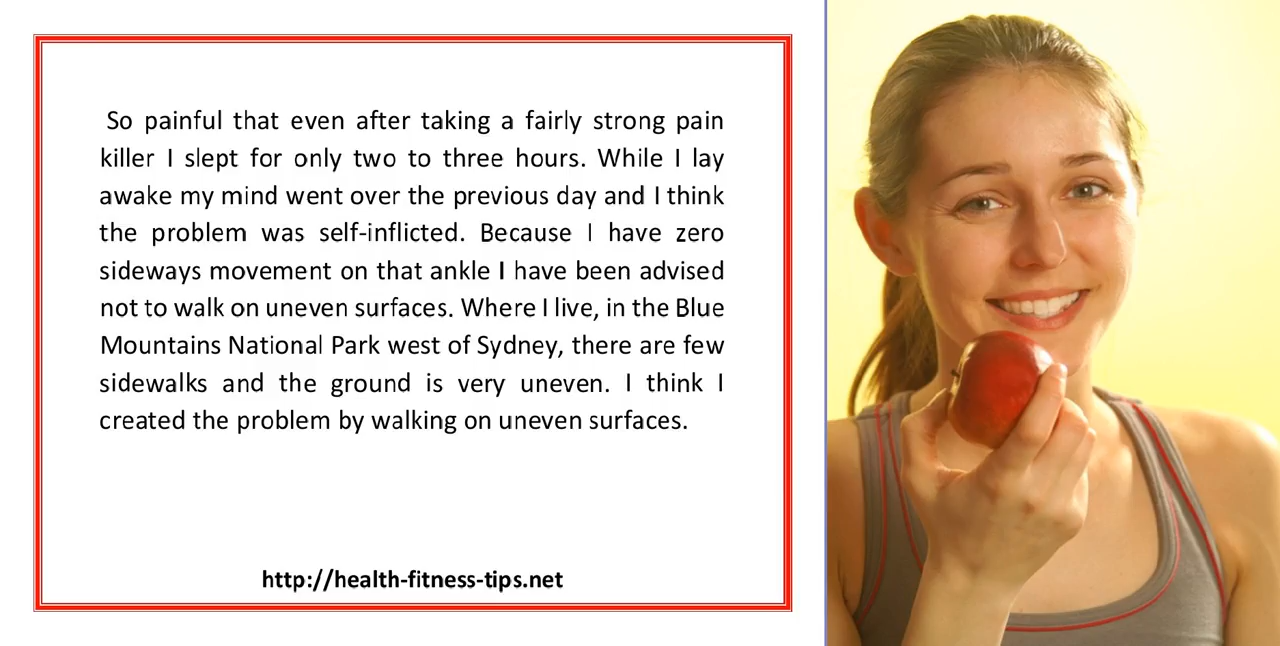 So painful that even after taking a fairly strong pain
killer I slept for only two to three hours. While I lay
awake my mind went over the previous day and I think
the problem was self-inflicted. Because I have zero
sideways movement on that ankle I have been advised
not to walk on uneven surfaces. Where I live, in the Blue
Mountains National Park west of Sydney, there are few
sidewalks and the ground is very uneven. I think I
created the problem by walking on uneven surfaces.
http://health-fitness-tips.net